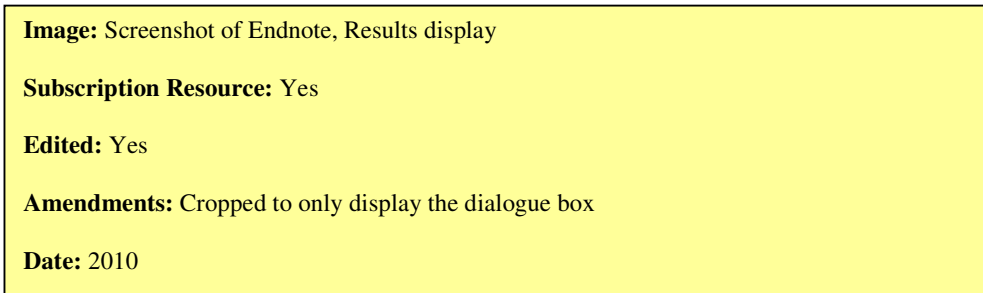 Image: Screenshot of Endnote, Results display
Subscription Resource: Yes
Edited: Yes
Amendments: Cropped to only display the dialogue box
Date: 2010